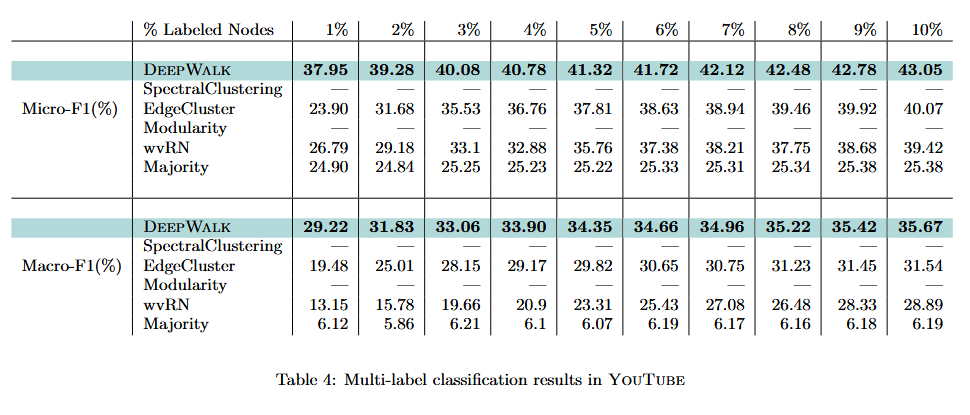 % Labeled Nodes 1% 2% 3% 4% 5% 6% 7% 8% 9% 10%
DEEPWALK 37.95 39.28 40.08 40.78 41.32 41.72 42.12 42.48 42.78 43.05
SpectralClustering — — — — — — — — — —
Micro-F1(%) EdgeCluster 23.90 31.68 35.53 36.76 37.81 38.63 38.94 39.46 39.92 40.07
Modularity — — — — — — — — — —
wvRN 26.79 29.18 33.1 32.88 35.76 37.38 38.21 37.75 38.68 39.42
Majority 24.90 24.84 25.25 25.23 25.22 25.33 25.31 25.34 25.38 25.38
DEEPWALK 29.22 31.83 33.06 33.90 34.35 34.66 34.96 35.22 35.42 35.67
SpectralClustering — — — — — — — — — —
Macro-F1(%) EdgeCluster 19.48 25.01 28.15 29.17 29.82 30.65 30.75 31.23 31.45 31.54
Modularity — — — — — — — — — —
wvRN 13.15 15.78 19.66 20.9 23.31 25.43 27.08 26.48 28.33 28.89
Majority 6.12 5.86 6.21 6.1 6.07 6.19 6.17 6.16 6.18 6.19
Table 4: Multi-label classification results in YOUTUBE